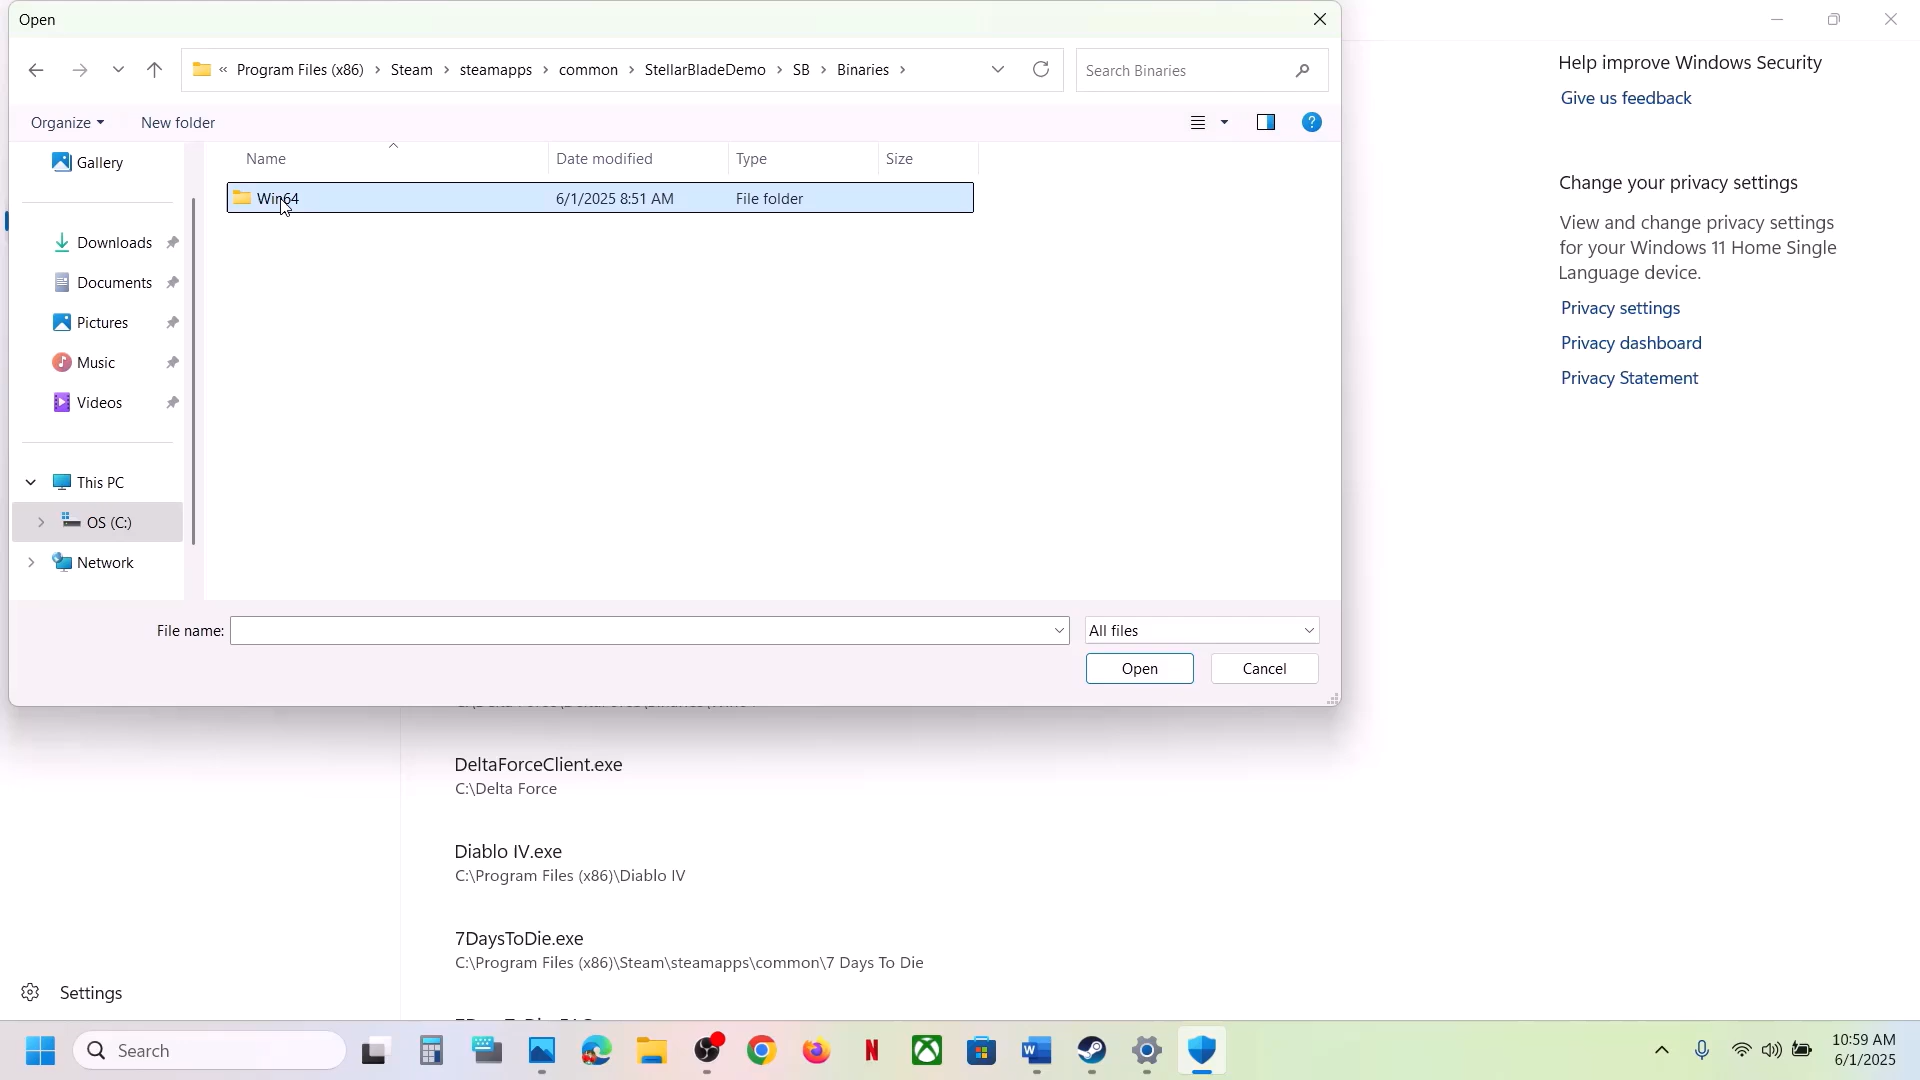 Open
« Program Files (x86) › Steam › steamapps › common › StellarBladeDemo › SB › Binaries ›
Search Binaries
Organize
New folder
Name
Date modified
Type
Size
Gallery
Win64
6/1/2025 8:51 AM
File folder
Downloads
Documents
Pictures
Music
Videos
This PC
OS (C:)
Network
File name:
All files
Open
Cancel
Help improve Windows Security
Give us feedback
Change your privacy settings
View and change privacy settings
for your Windows 11 Home Single
Language device.
Privacy settings
Privacy dashboard
Privacy Statement
DeltaForceClient.exe
C:\Delta Force
Diablo IV.exe
C:\Program Files (x86)\Diablo IV
7DaysToDie.exe
C:\Program Files (x86)\Steam\steamapps\common\7 Days To Die
Settings
Search
10:59 AM
6/1/2025